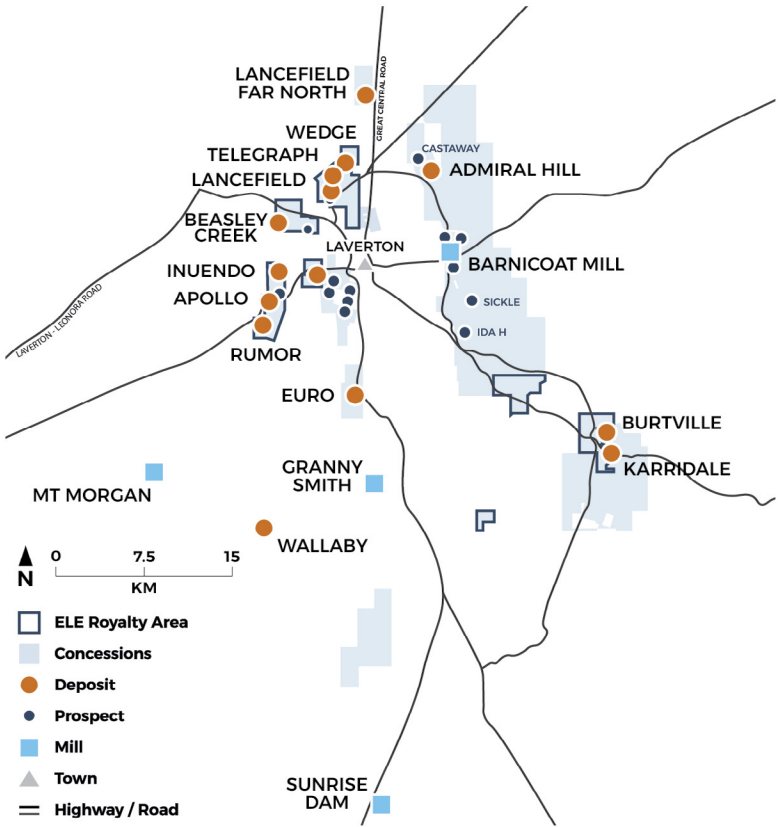 LANCEFIELD
FAR NORTH
GREAT CENTRAL ROAD
WEDGE
TELEGRAPH
LANCEFIELD
CASTAWAY
ADMIRAL HILL
BEASLEY
CREEK
LAVERTON
INUENDO
BARNICOAT MILL
APOLLO
SICKLE
LAVERTON - LEONORA ROAD
IDA H
RUMOR
EURO
BURTVILLE
KARRIDALE
GRANNY
SMITH
MT MORGAN
WALLABY
N
0 7.5 15
KM
ELE Royalty Area
Concessions
Deposit
Prospect
Mill
Town
Highway / Road
SUNRISE
DAM